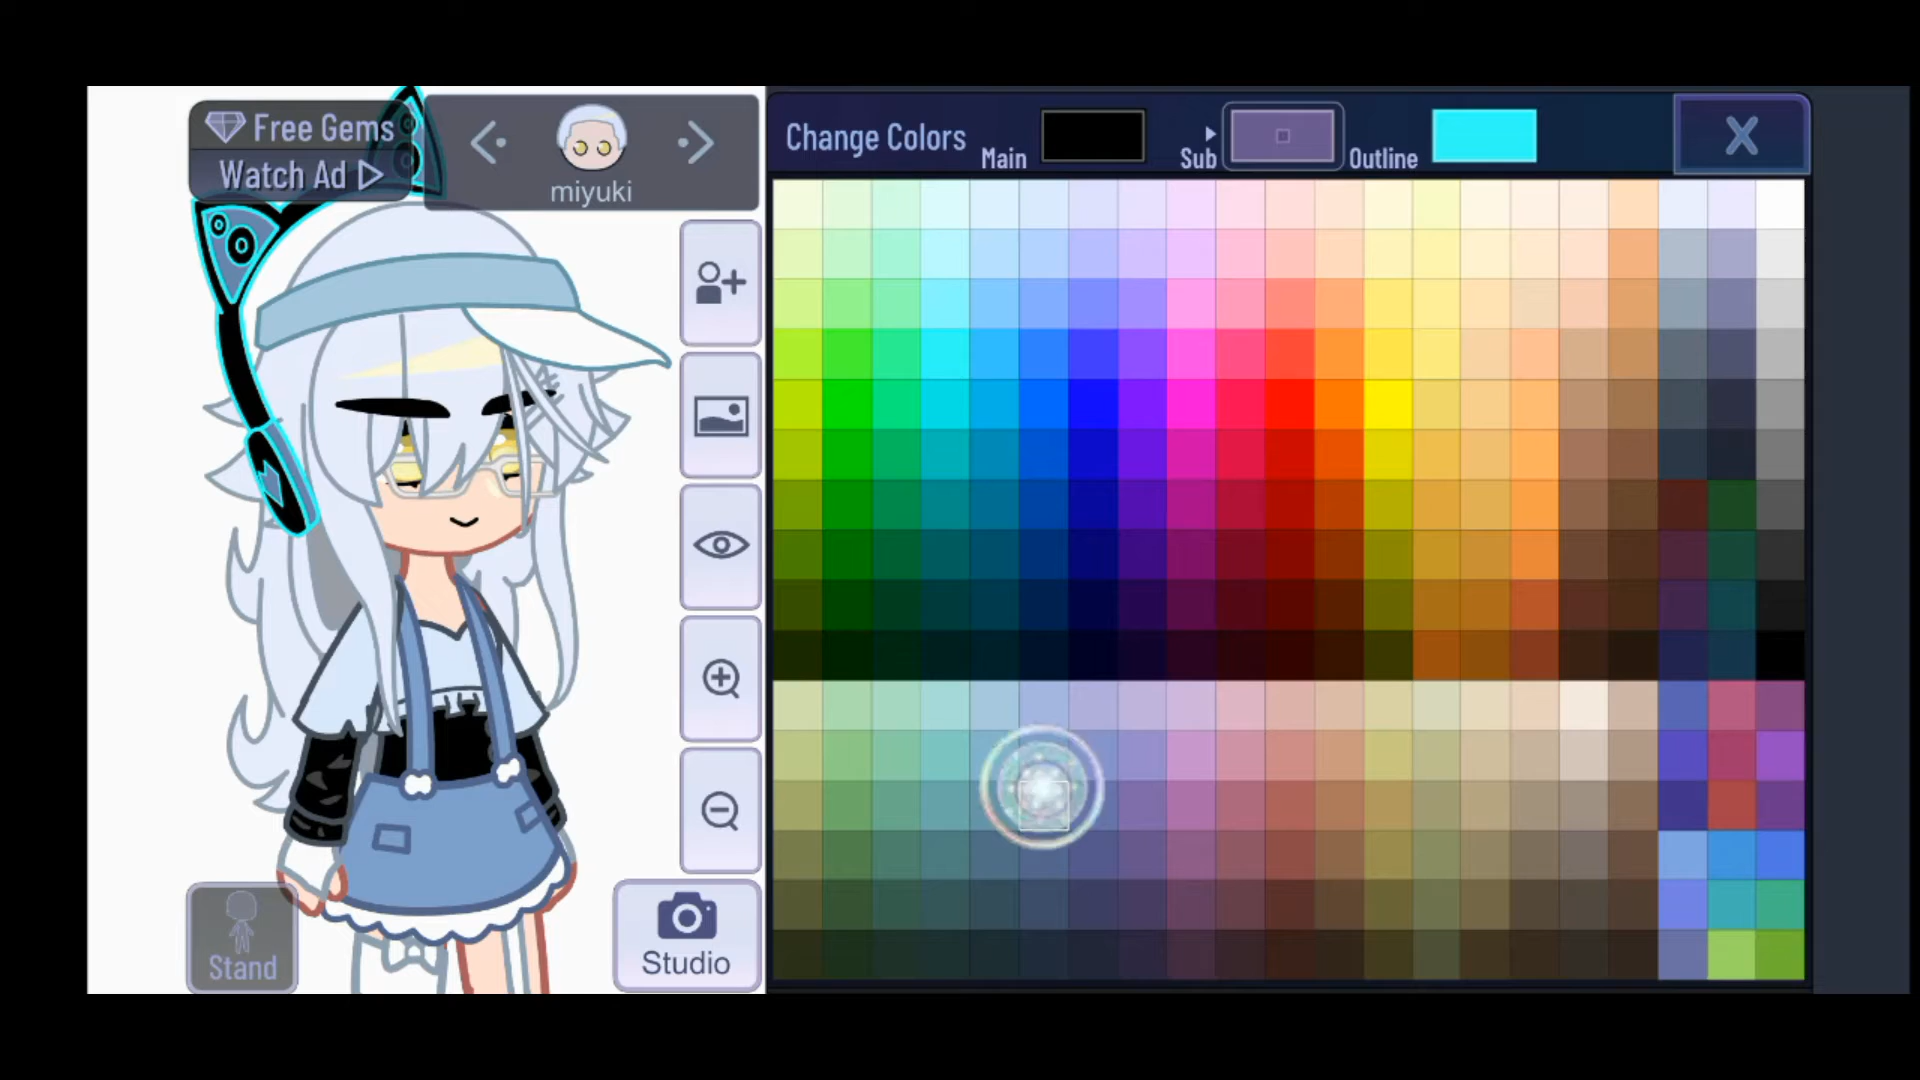 Free Gems
Watch Ad
miyuki
Change Colors
Main
Sub
Outline
X
Stand
Studio